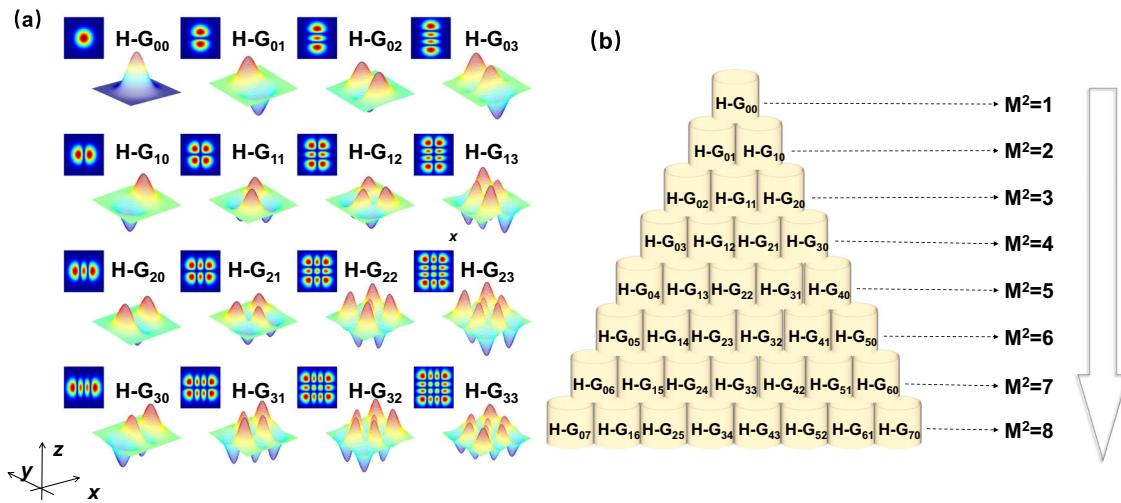 (a)
H-G₀₀ H-G₀₁ H-G₀₂ H-G₀₃
H-G₁₀ H-G₁₁ H-G₁₂ H-G₁₃
x
H-G₂₀ H-G₂₁ H-G₂₂ H-G₂₃
H-G₃₀ H-G₃₁ H-G₃₂ H-G₃₃
z
y
x
(b)
H-G₀₀ M²=1
H-G₀₁ H-G₁₀ M²=2
H-G₀₂ H-G₁₁ H-G₂₀ M²=3
H-G₀₃ H-G₁₂ H-G₂₁ H-G₃₀ M²=4
H-G₀₄ H-G₁₃ H-G₂₂ H-G₃₁ H-G₄₀ M²=5
H-G₀₅ H-G₁₄ H-G₂₃ H-G₃₂ H-G₄₁ H-G₅₀ M²=6
H-G₀₆ H-G₁₅ H-G₂₄ H-G₃₃ H-G₄₂ H-G₅₁ H-G₆₀ M²=7
H-G₀₇ H-G₁₆ H-G₂₅ H-G₃₄ H-G₄₃ H-G₅₂ H-G₆₁ H-G₇₀ M²=8